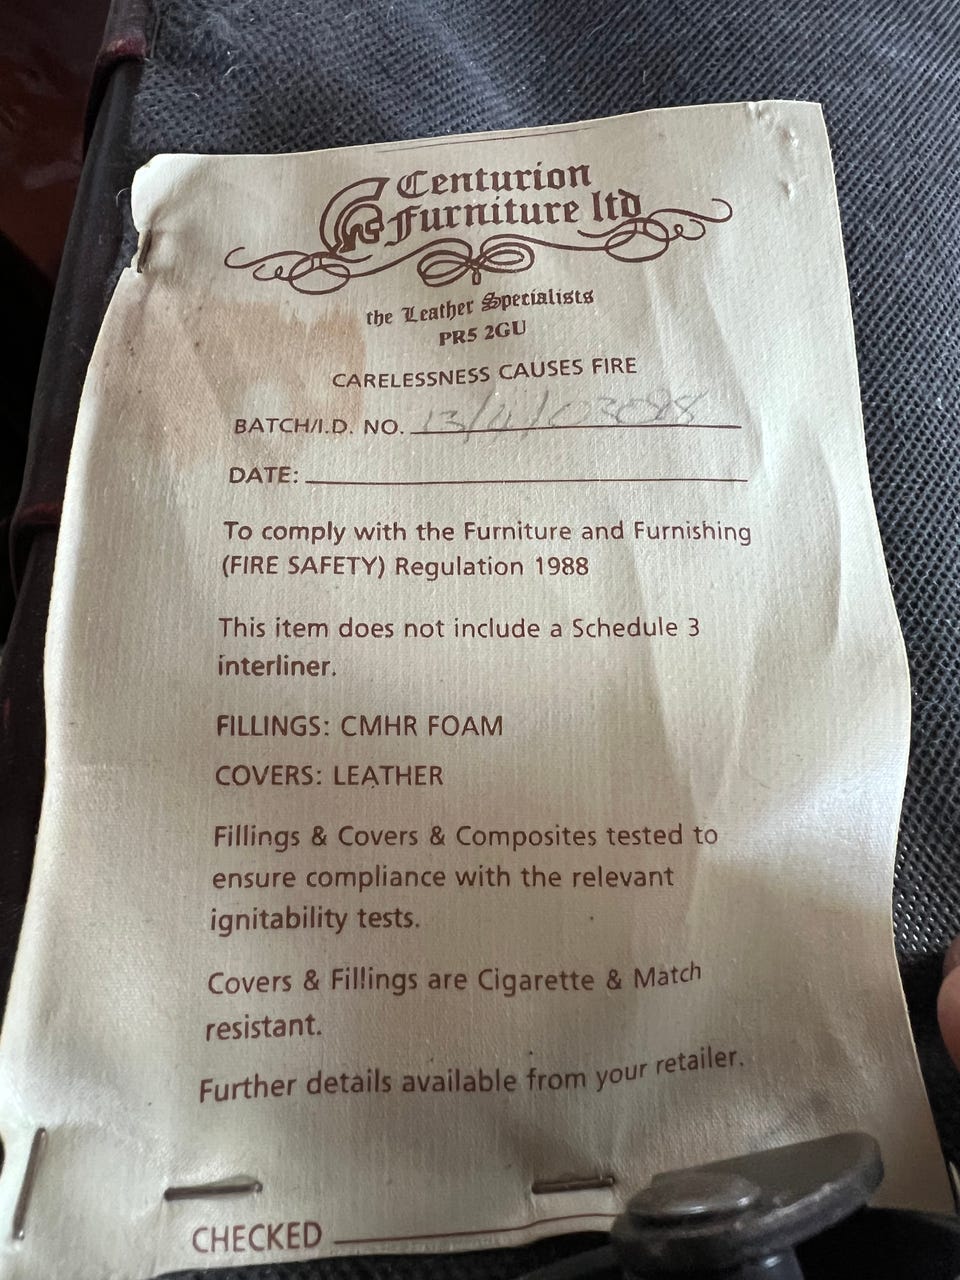 Centurion
Furniture ltd
the Leather Specialists
PR5 2GU
CARELESSNESS CAUSES FIRE
BATCH/I.D. NO.
DATE:
To comply with the Furniture and Furnishing
(FIRE SAFETY) Regulation 1988
This item does not include a Schedule 3
interliner.
FILLINGS: CMHR FOAM
COVERS: LEATHER
Fillings & Covers & Composites tested to
ensure compliance with the relevant
ignitability tests.
Covers & Fillings are Cigarette & Match
resistant.
Further details available from your retailer.
CHECKED